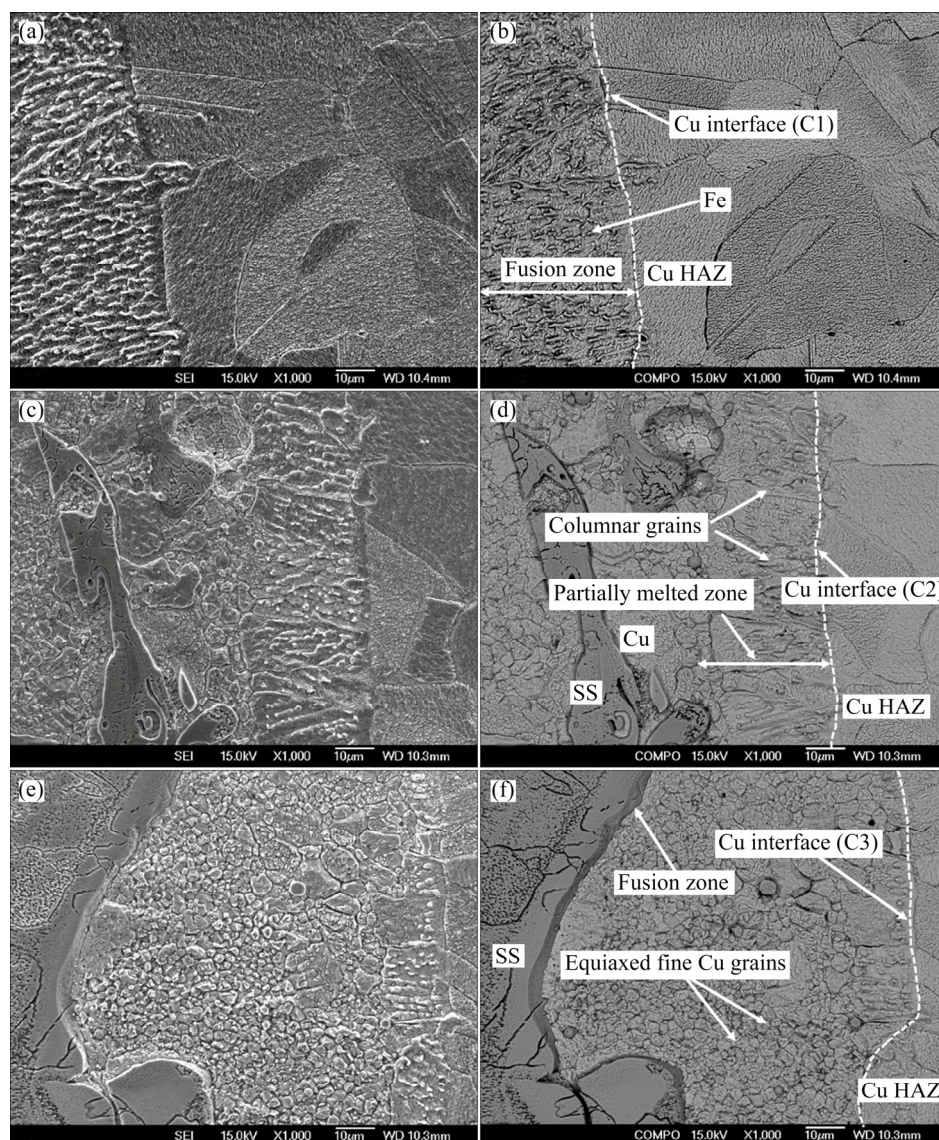 (a)
SEI 15.0kV X1,000 10μm WD 10.4mm
(b)
Cu interface (C1)
Fe
Fusion zone
Cu HAZ
COMPO 15.0kV X1,000 10μm WD 10.4mm
(c)
SEI 15.0kV X1,000 10μm WD 10.3mm
(d)
Columnar grains
Cu interface (C2)
Partially melted zone
Cu
SS
Cu HAZ
COMPO 15.0kV X1,000 10μm WD 10.3mm
(e)
SEI 15.0kV X1,000 10μm WD 10.3mm
(f)
Cu interface (C3)
Fusion zone
SS
Equiaxed fine Cu grains
Cu HAZ
COMPO 15.0kV X1,000 10μm WD 10.3mm